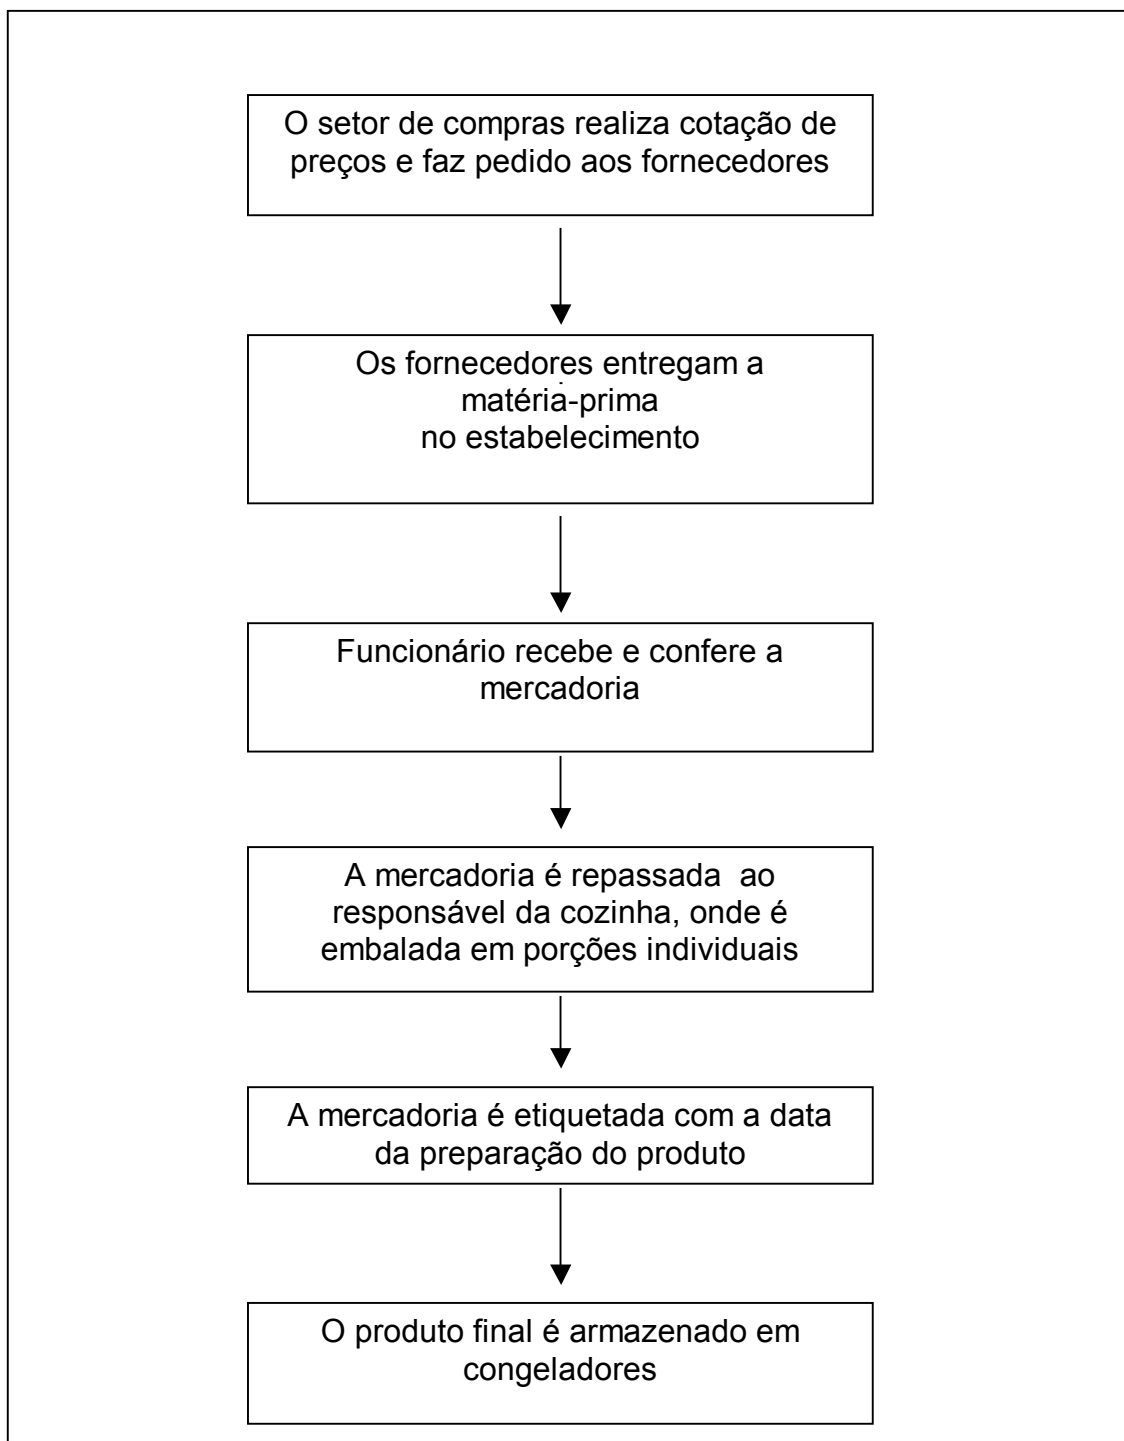 O setor de compras realiza cotação de
preços e faz pedido aos fornecedores
Os fornecedores entregam a
matéria-prima
no estabelecimento
Funcionário recebe e confere a
mercadoria
A mercadoria é repassada  ao
responsável da cozinha, onde é
embalada em porções individuais
A mercadoria é etiquetada com a data
da preparação do produto
O produto final é armazenado em
congeladores